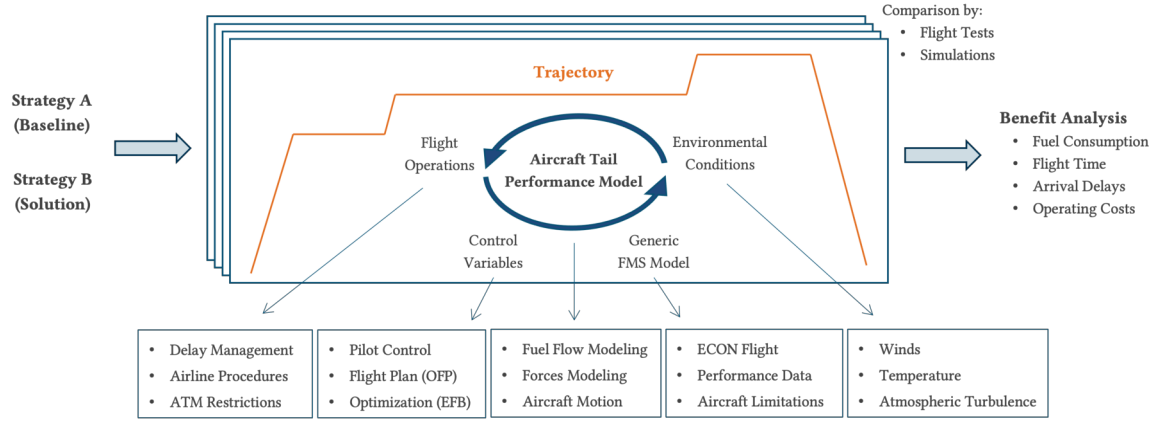 Comparison by:
• Flight Tests
• Simulations
Trajectory
Strategy A
(Baseline)
Strategy B
(Solution)
Flight
Operations
Aircraft Tail
Performance Model
Environmental
Conditions
Control
Variables
Generic
FMS Model
Benefit Analysis
• Fuel Consumption
• Flight Time
• Arrival Delays
• Operating Costs
• Delay Management
• Airline Procedures
• ATM Restrictions
• Pilot Control
• Flight Plan (OFP)
• Optimization (EFB)
• Fuel Flow Modeling
• Forces Modeling
• Aircraft Motion
• ECON Flight
• Performance Data
• Aircraft Limitations
• Winds
• Temperature
• Atmospheric Turbulence